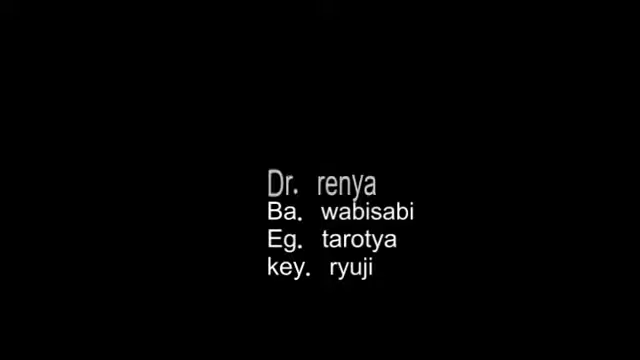 Dr. renya
Ba. wabisabi
Eg. tarotya
key. ryuji